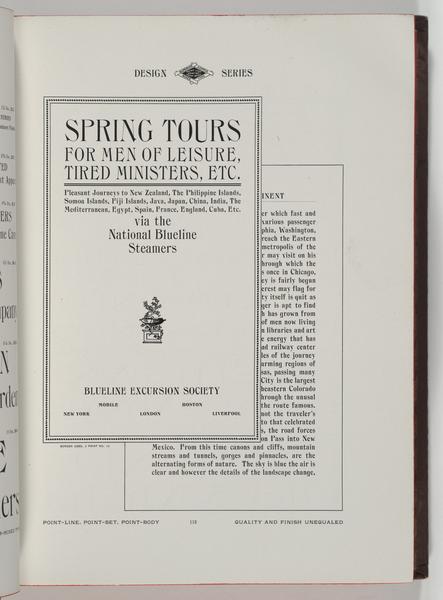 DESIGN SERIES
SPRING TOURS
FOR MEN OF LEISURE,
TIRED MINISTERS, ETC.
Pleasant Journeys to New Zealand, The Philippine Islands,
Somoa Islands, Fiji Islands, Java, Japan, China, India, The
Mediterranean, Egypt, Spain, France, England, Cuba, Etc.
via the
National Blueline
Steamers
BLUELINE EXCURSION SOCIETY
MOBILE BOSTON
NEW YORK LONDON LIVERPOOL
INENT
er which fast and
xurious passenger
phia, Washington,
reach the Eastern
metropolis of the
r may visit on his
hrough which the
s once in Chicago,
ey is fairly begun
erest may flag for
ty itself is quit as
ger is apt to find
h has grown from
of men now living
n libraries and art
e energy that has
ad railway center
les of the journey
arming regions of
sas, passing many
City is the largest
heastern Colorado
hrough the unusual
the route famous.
not the traveler's
to that celebrated
s, the road forces
on Pass into New
Mexico. From this time canons and cliffs, mountain
streams and tunnels, gorges and pinnacles, are the
alternating forms of nature. The sky is blue the air is
clear and however the details of the landscape change,
POINT-LINE, POINT-SET, POINT-BODY
QUALITY AND FINISH UNEQUALED